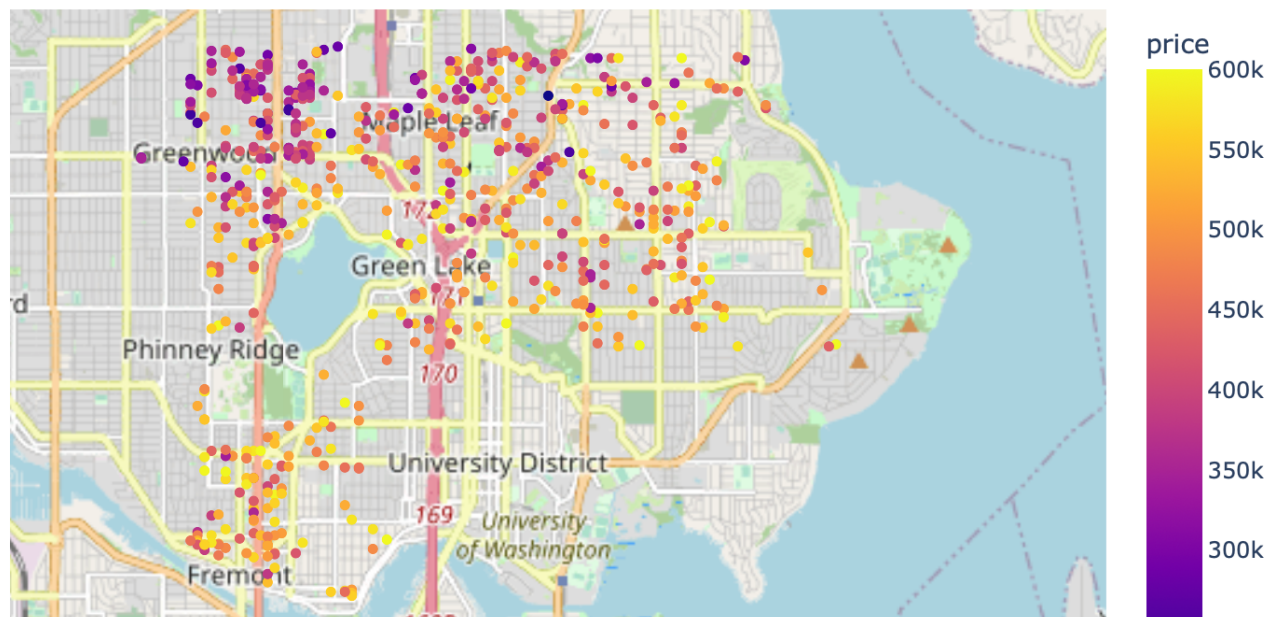 price
600k
550k
500k
450k
400k
350k
300k
Maple Leaf
Greenwood
172
Green Lake
171
rd
Phinney Ridge
170
University District
169
University
of Washington
Fremont